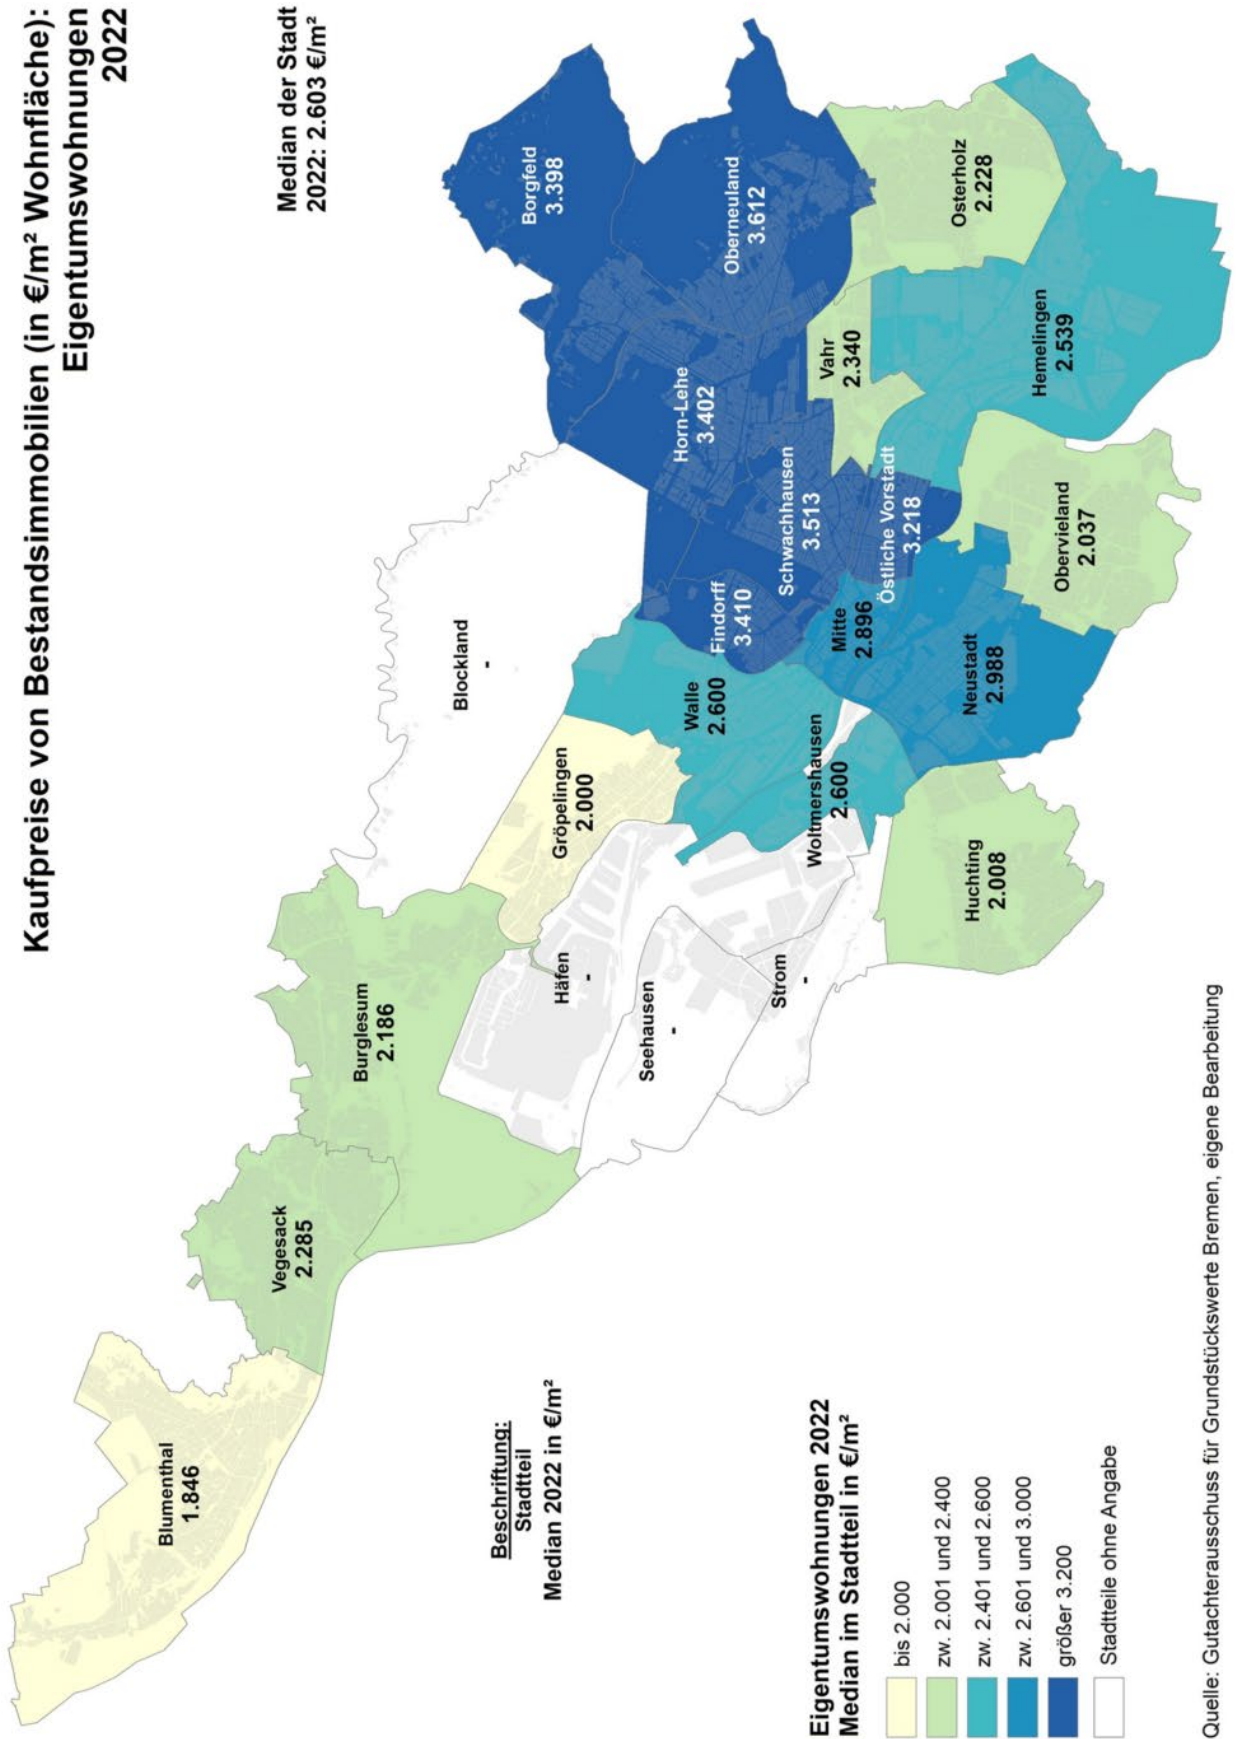 Kaufpreise von Bestandsimmobilien (in €/m² Wohnfläche):
Eigentumswohnungen
2022
Median der Stadt
2022: 2.603 €/m²
Blumenthal
1.846
Vegesack
2.285
Burglesum
2.186
Blockland
-
Borgfeld
3.398
Gröpelingen
2.000
Häfen
-
Seehausen
-
Strom
-
Walle
2.600
Findorff
3.410
Horn-Lehe
3.402
Oberneuland
3.612
Schwachhausen
3.513
Vahr
2.340
Osterholz
2.228
Mitte
2.896
Östliche Vorstadt
3.218
Woltmershausen
2.600
Hemelingen
2.539
Neustadt
2.988
Obervieland
2.037
Huchting
2.008
Beschriftung:
Stadtteil
Median 2022 in €/m²
Eigentumswohnungen 2022
Median im Stadtteil in €/m²
bis 2.000
zw. 2.001 und 2.400
zw. 2.401 und 2.600
zw. 2.601 und 3.000
größer 3.200
Stadtteile ohne Angabe
Quelle: Gutachterausschuss für Grundstückswerte Bremen, eigene Bearbeitung